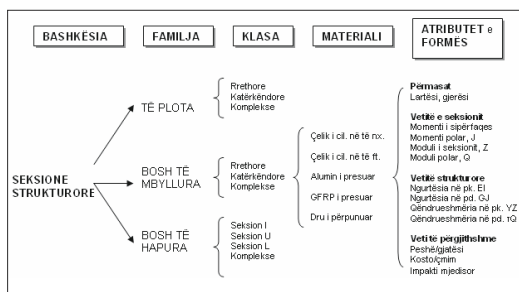 BASHKËSIA
FAMILJA
KLASA
MATERIALI
ATRIBUTET e
FORMËS
SEKSIONE
STRUKTURORE
TË PLOTA
BOSH TË
MBYLLURA
BOSH TË
HAPURA
Rrethore
Katërkëndore
Komplekse
Rrethore
Katërkëndore
Komplekse
Seksion I
Seksion U
Seksion L
Komplekse
Çelik i cil. në të nx.
Çelik i cil. në të ft.
Alumin i presuar
GFRP i presuar
Dru i përpunuar
Përmasat
Lartësi, gjerësi
Vetitë e seksionit
Momenti i sipërfaqes
Momenti polar, J
Moduli i seksionit, Z
Moduli polar, Q
Vetitë strukturore
Ngurtësia në pk. EI
Ngurtësia në pd. GJ
Qëndrueshmëria në pk. YZ
Qëndrueshmëria në pd. τQ
Veti të përgjithshme
Peshë/gjatësi
Kosto/çmim
Impakti mjedisor